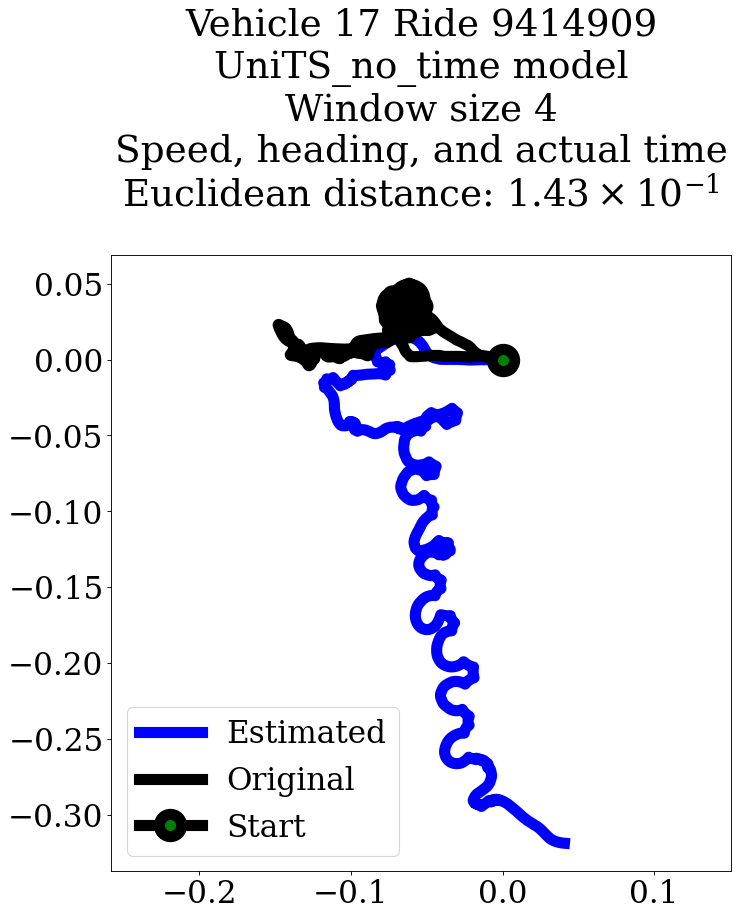 Vehicle 17 Ride 9414909
UniTS_no_time model
Window size 4
Speed, heading, and actual time
Euclidean distance: 1.43 × 10⁻¹
0.05
0.00
−0.05
−0.10
−0.15
−0.20
−0.25
−0.30
Estimated
Original
Start
−0.2
−0.1
0.0
0.1